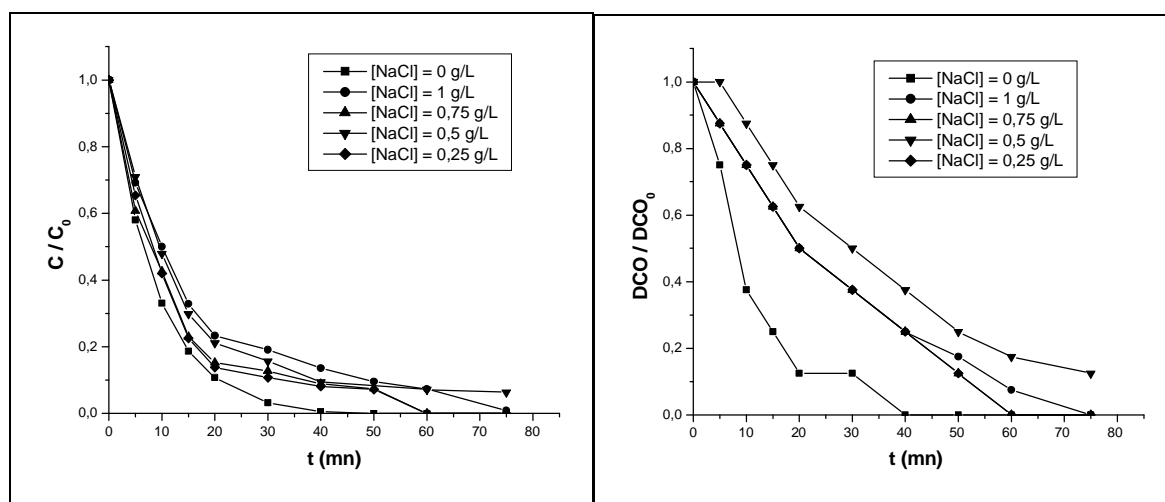 [NaCl] = 0 g/L
[NaCl] = 1 g/L
[NaCl] = 0,75 g/L
[NaCl] = 0,5 g/L
[NaCl] = 0,25 g/L
1,0
0,8
0,6
0,4
0,2
0,0
C / C0
0 10 20 30 40 50 60 70 80
t (mn)
[NaCl] = 0 g/L
[NaCl] = 1 g/L
[NaCl] = 0,75 g/L
[NaCl] = 0,5 g/L
[NaCl] = 0,25 g/L
1,0
0,8
0,6
0,4
0,2
0,0
DCO / DCO0
0 10 20 30 40 50 60 70 80
t (mn)